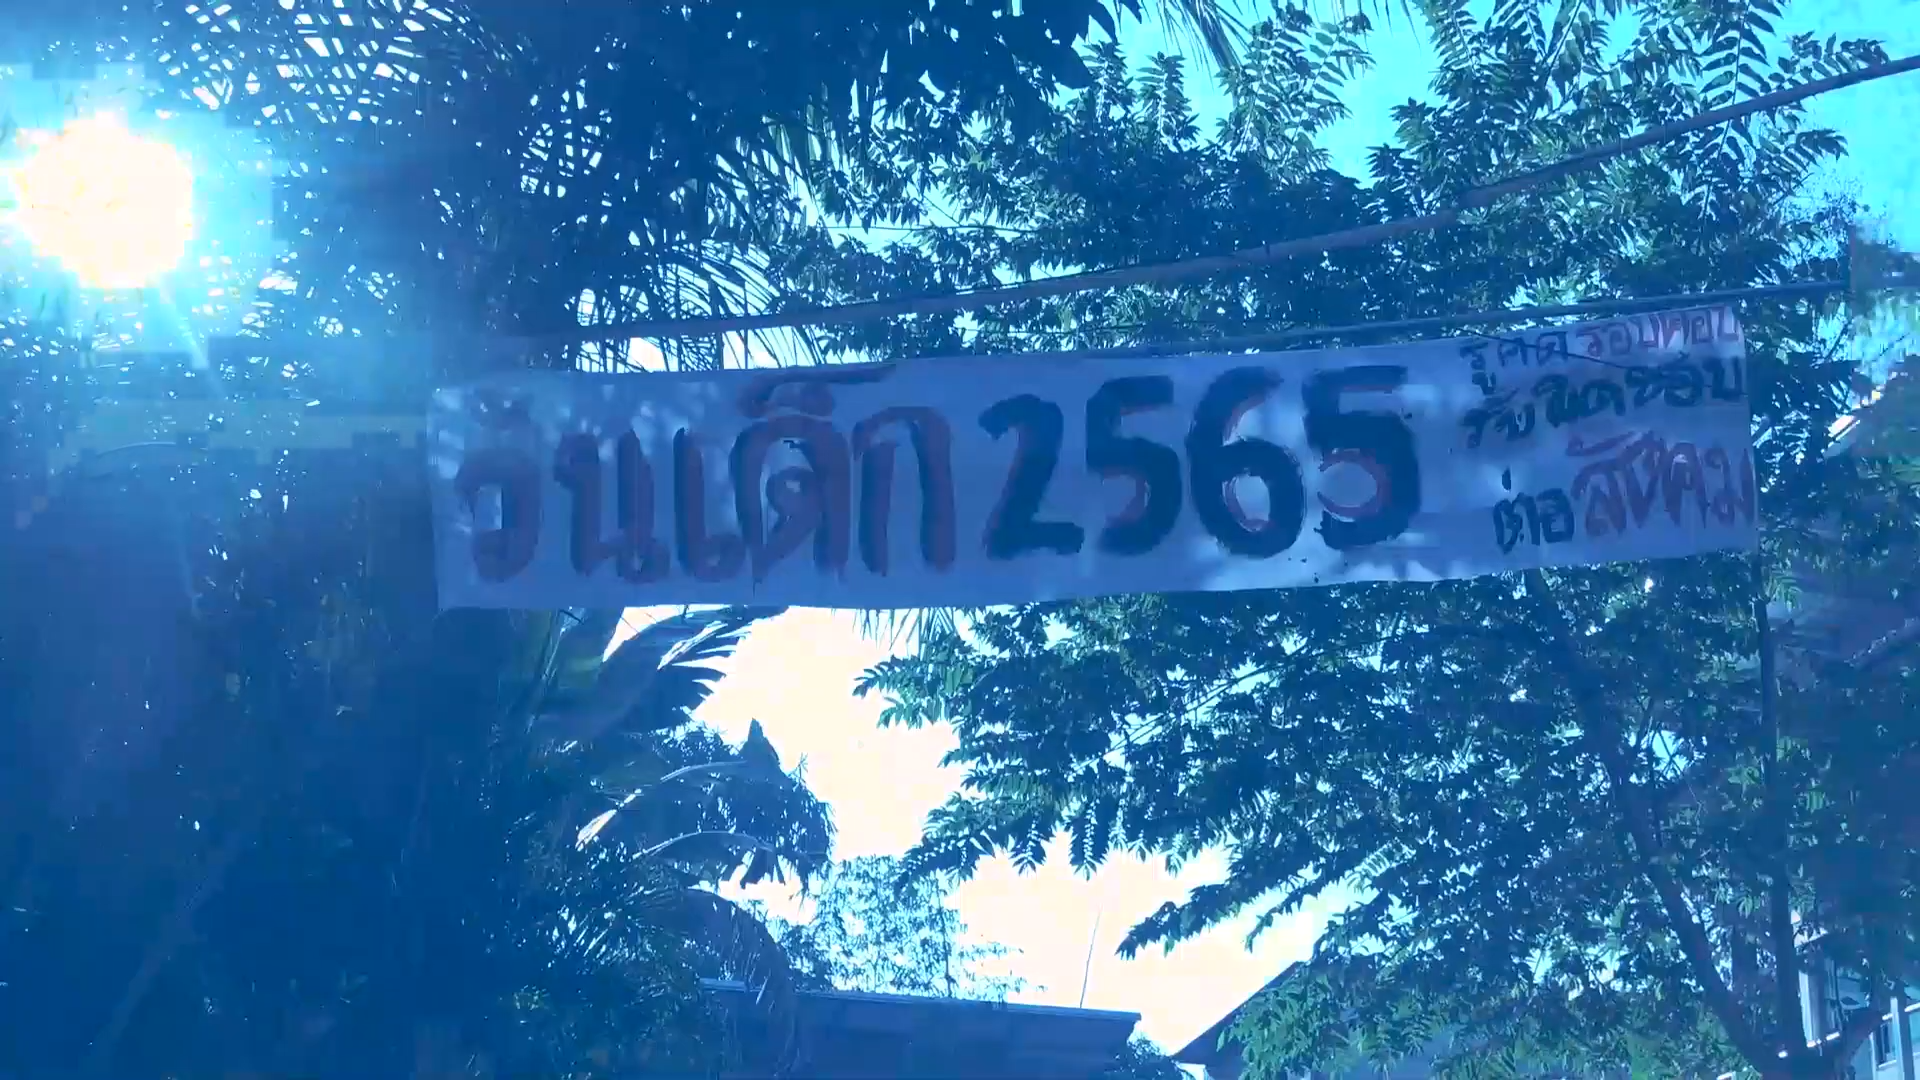 วันเด็ก 2565
รู้คิด รอบคอบ
รับผิดชอบ
ต่อ สังคม